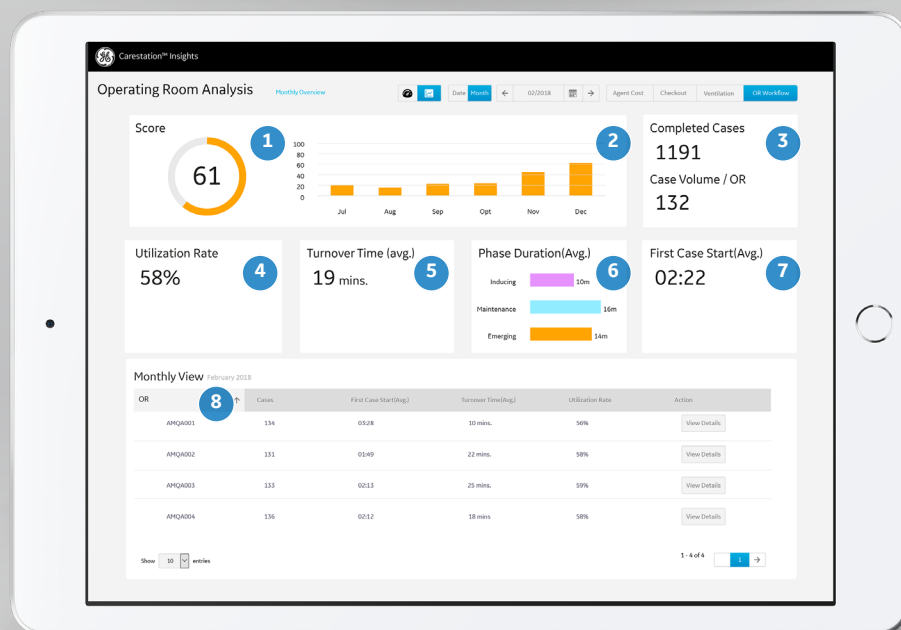 Carestation™ Insights
Operating Room Analysis
Monthly Overview
Date Month 02/2018 Agent Cost Checkout Ventilation OR Workflow
Score
1
61
2
100
80
60
40
20
0
Jul Aug Sep Opt Nov Dec
Completed Cases
3
1191
Case Volume / OR
132
Utilization Rate
4
58%
Turnover Time (avg.)
5
19 mins.
Phase Duration(Avg.)
6
Inducing 10m
Maintenance 16m
Emerging 14m
First Case Start(Avg.)
7
02:22
Monthly View February 2018
8
OR Cases First Case Start(Avg.) Turnover Time(Avg.) Utilization Rate Action
AMQA001 134 03:28 10 mins. 56% View Details
AMQA002 131 01:49 22 mins. 58% View Details
AMQA003 133 02:13 25 mins. 59% View Details
AMQA004 136 02:12 18 mins 58% View Details
Show 10 entries
1 - 4 of 4 1